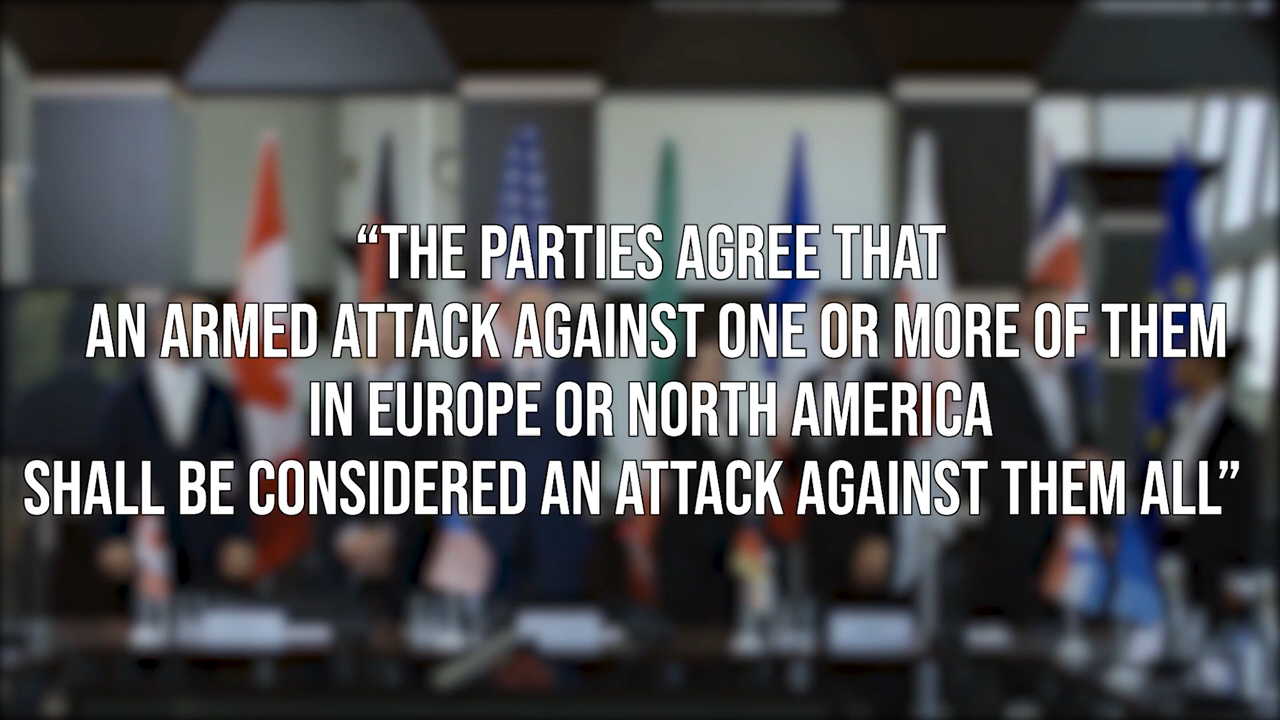 “THE PARTIES AGREE THAT
AN ARMED ATTACK AGAINST ONE OR MORE OF THEM
IN EUROPE OR NORTH AMERICA
SHALL BE CONSIDERED AN ATTACK AGAINST THEM ALL”